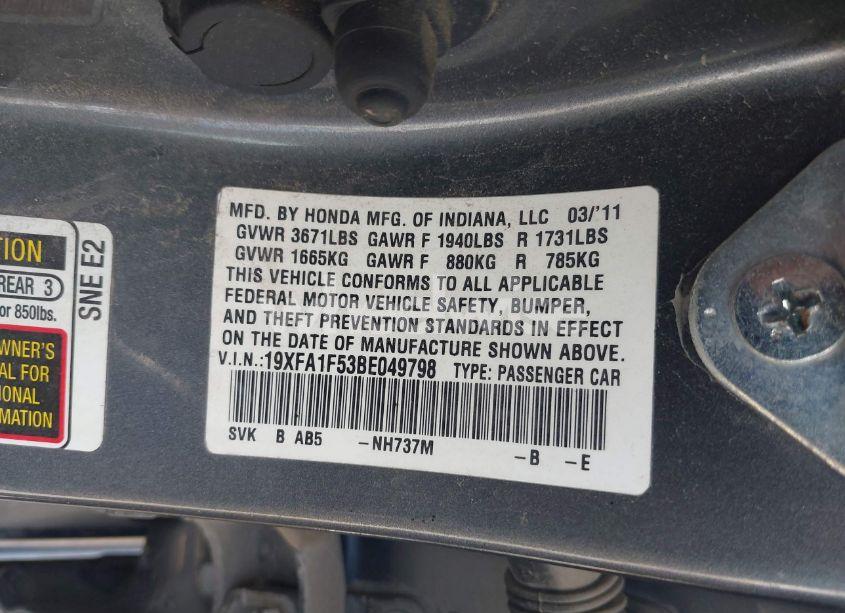 MFD. BY HONDA MFG. OF INDIANA, LLC 03/'11
GVWR 3671LBS GAWR F 1940LBS R 1731LBS
GVWR 1665KG GAWR F 880KG R 785KG
THIS VEHICLE CONFORMS TO ALL APPLICABLE
FEDERAL MOTOR VEHICLE SAFETY, BUMPER,
AND THEFT PREVENTION STANDARDS IN EFFECT
ON THE DATE OF MANUFACTURE SHOWN ABOVE.
V.I.N.:19XFA1F53BE049798 TYPE: PASSENGER CAR
SVK B AB5 -NH737M -B -E
TION
REAR 3
or 850lbs.
WNER'S
AL FOR
IONAL
MATION
SNE E2